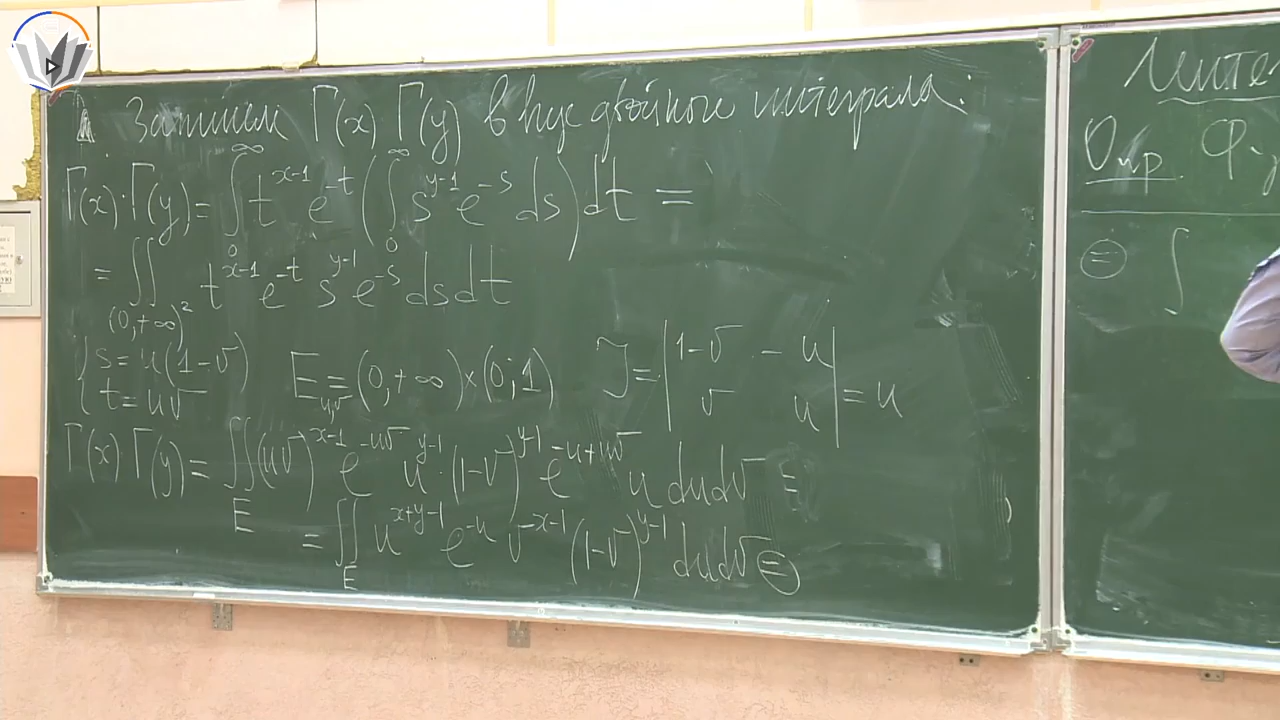 Запишем Γ(x) Γ(y) в виде двойного интеграла:
Γ(x)·Γ(y) = ∫₀^∞ t^{x-1} e^{-t} (∫₀^∞ s^{y-1} e^{-s} ds) dt =
= ∬_{(0,+∞)²} t^{x-1} e^{-t} s^{y-1} e^{-s} ds dt
{ s = u(1-v)
t = uv
E_{u,v} = (0,+∞)×(0;1)
J = | 1-v -u
v u | = u
Γ(x)·Γ(y) = ∬_E (uv)^{x-1} e^{-uv} u^{y-1}·(1-v)^{y-1} e^{-u+uv} u du dv =
= ∬_E u^{x+y-1} e^{-u} v^{x-1} (1-v)^{y-1} du dv ⊜
Инте
Опр.
⊜ ∫